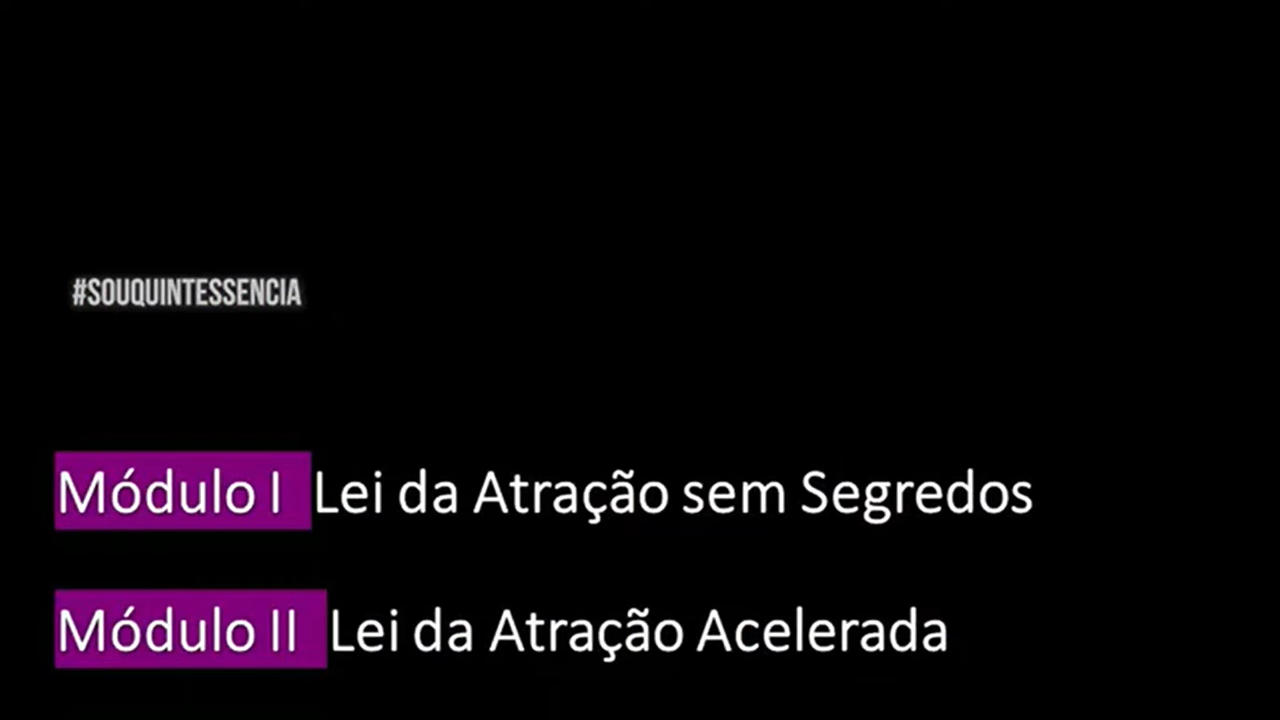 #SOUQUINTESSENCIA
Módulo I Lei da Atração sem Segredos
Módulo II Lei da Atração Acelerada